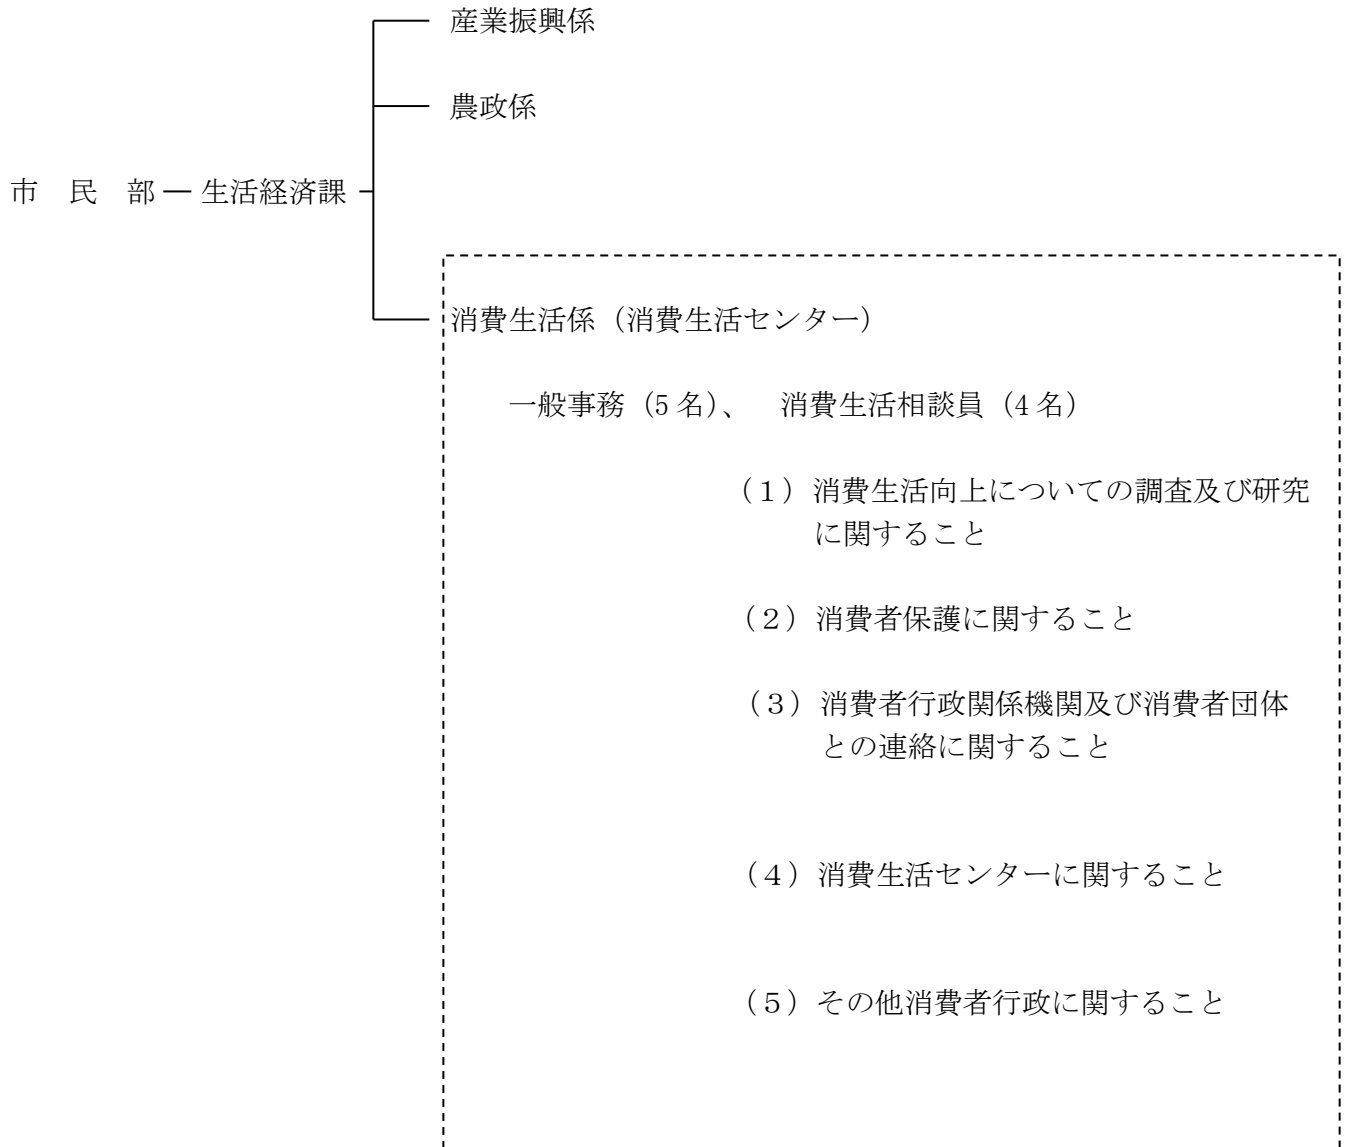 産業振興係
農政係
市　民　部 ― 生活経済課
消費生活係（消費生活センター）
一般事務（5 名）、　消費生活相談員（4 名）
（１）消費生活向上についての調査及び研究
に関すること
（２）消費者保護に関すること
（３）消費者行政関係機関及び消費者団体
との連絡に関すること
（４）消費生活センターに関すること
（５）その他消費者行政に関すること